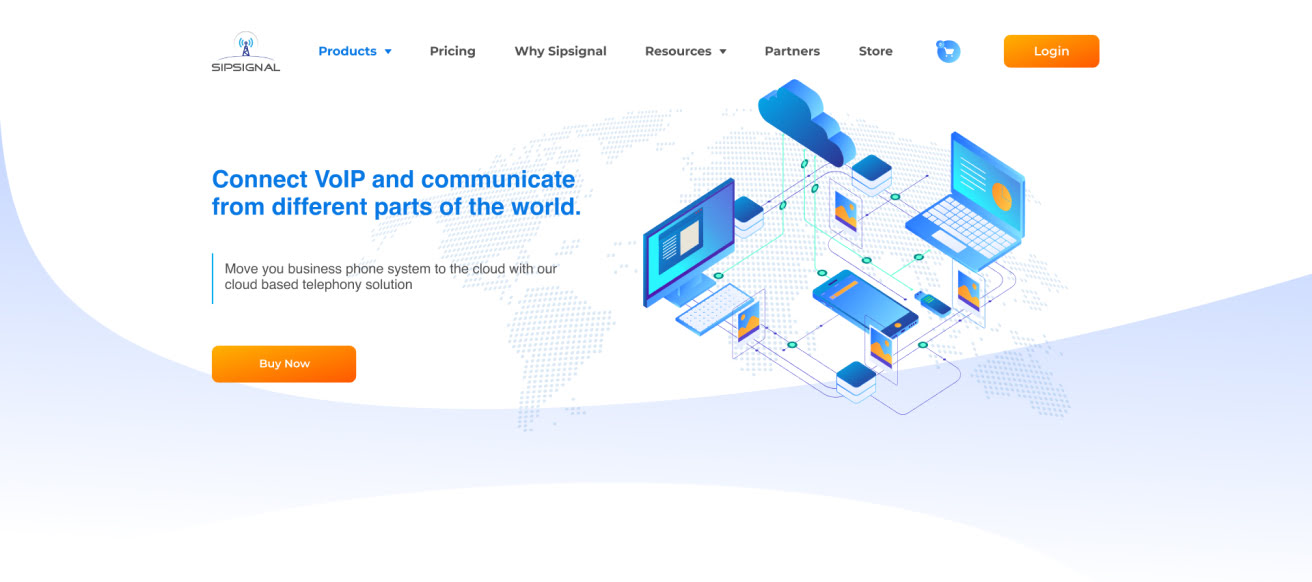 SIPSIGNAL
Products
Pricing
Why Sipsignal
Resources
Partners
Store
Login
Connect VoIP and communicate
from different parts of the world.
Move you business phone system to the cloud with our
cloud based telephony solution
Buy Now